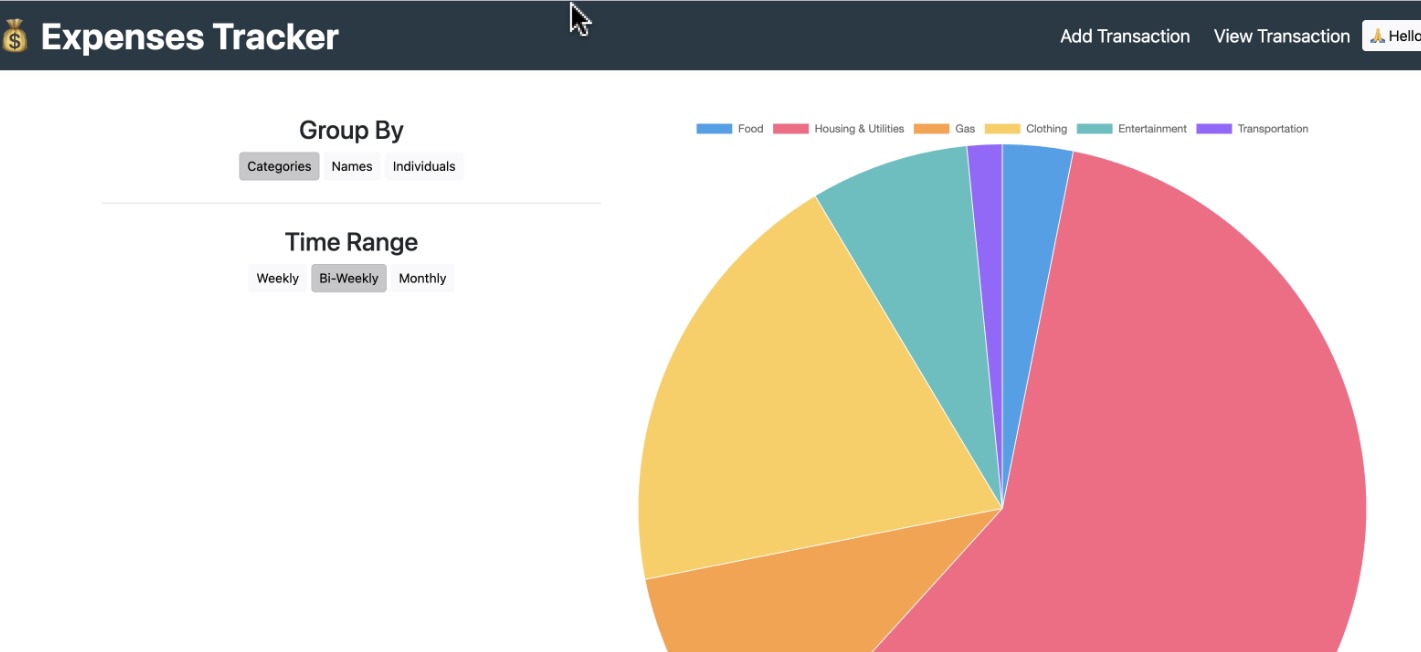 Expenses Tracker
Add Transaction View Transaction 🙏 Hello
Group By
Categories Names Individuals
Time Range
Weekly Bi-Weekly Monthly
Food Housing & Utilities Gas Clothing Entertainment Transportation